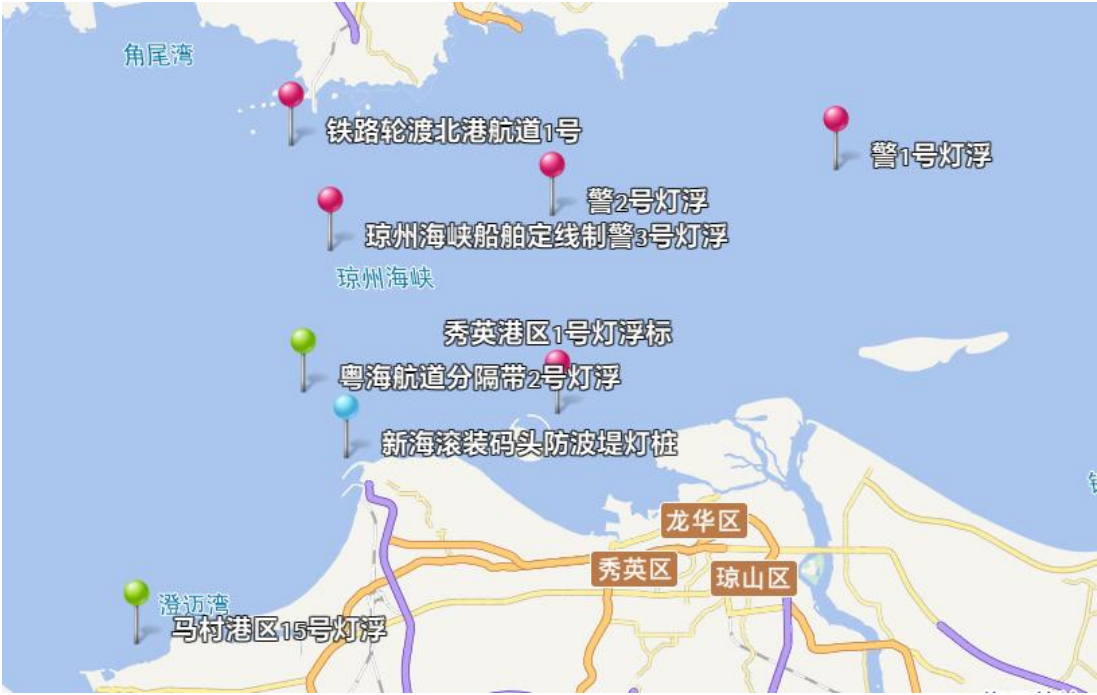 角尾湾
铁路轮渡北港航道1号
警1号灯浮
警2号灯浮
琼州海峡船舶定线制警3号灯浮
琼州海峡
秀英港区1号灯浮标
粤海航道分隔带2号灯浮
新海滚装码头防波堤灯桩
龙华区
秀英区
琼山区
澄迈湾
马村港区15号灯浮